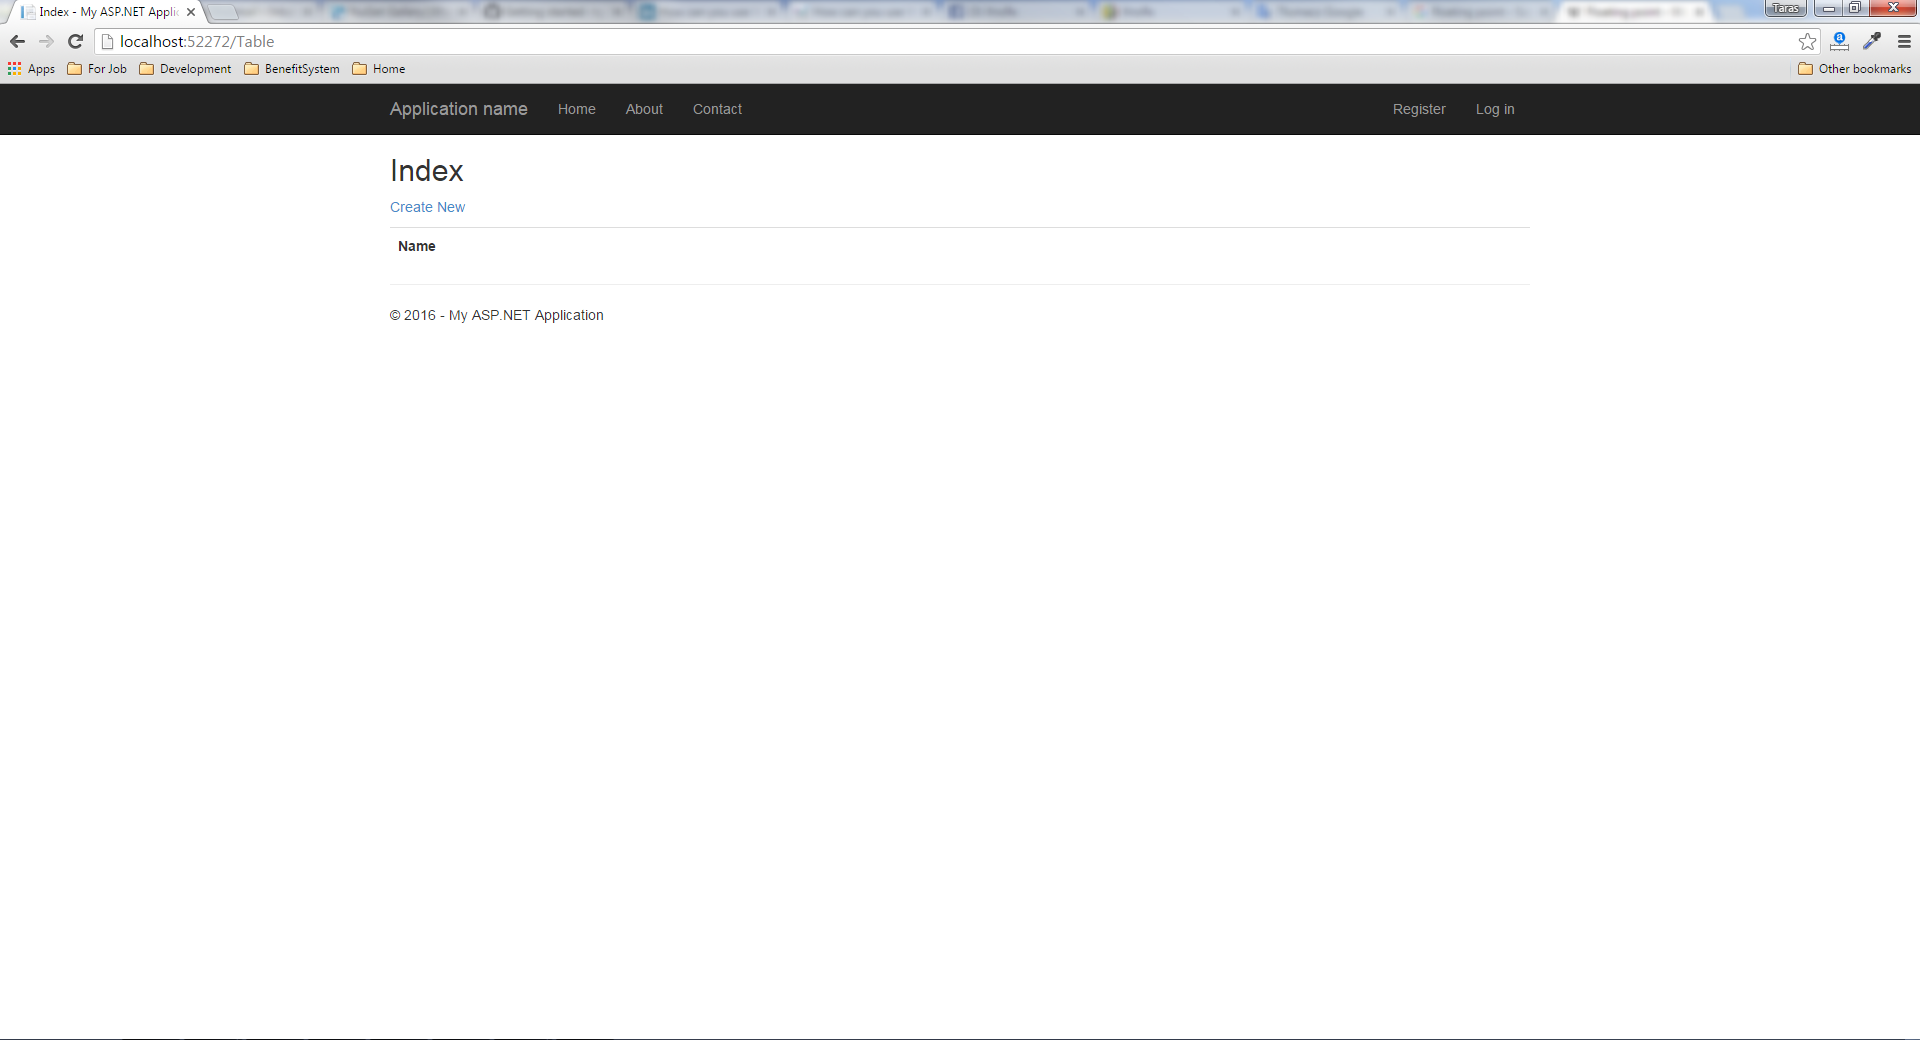 Index - My ASP.NET Applic
Taras
localhost:52272/Table
Apps For Job Development BenefitSystem Home Other bookmarks
Application name Home About Contact Register Log in
Index
Create New
Name
© 2016 - My ASP.NET Application